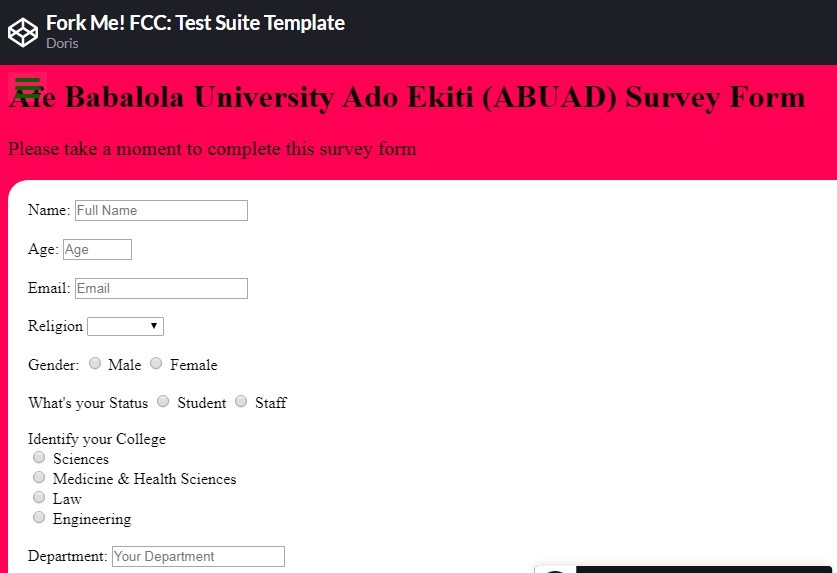 Fork Me! FCC: Test Suite Template
Doris
Afe Babalola University Ado Ekiti (ABUAD) Survey Form
Please take a moment to complete this survey form
Name: Full Name
Age: Age
Email: Email
Religion
Gender: Male Female
What's your Status Student Staff
Identify your College
Sciences
Medicine & Health Sciences
Law
Engineering
Department: Your Department